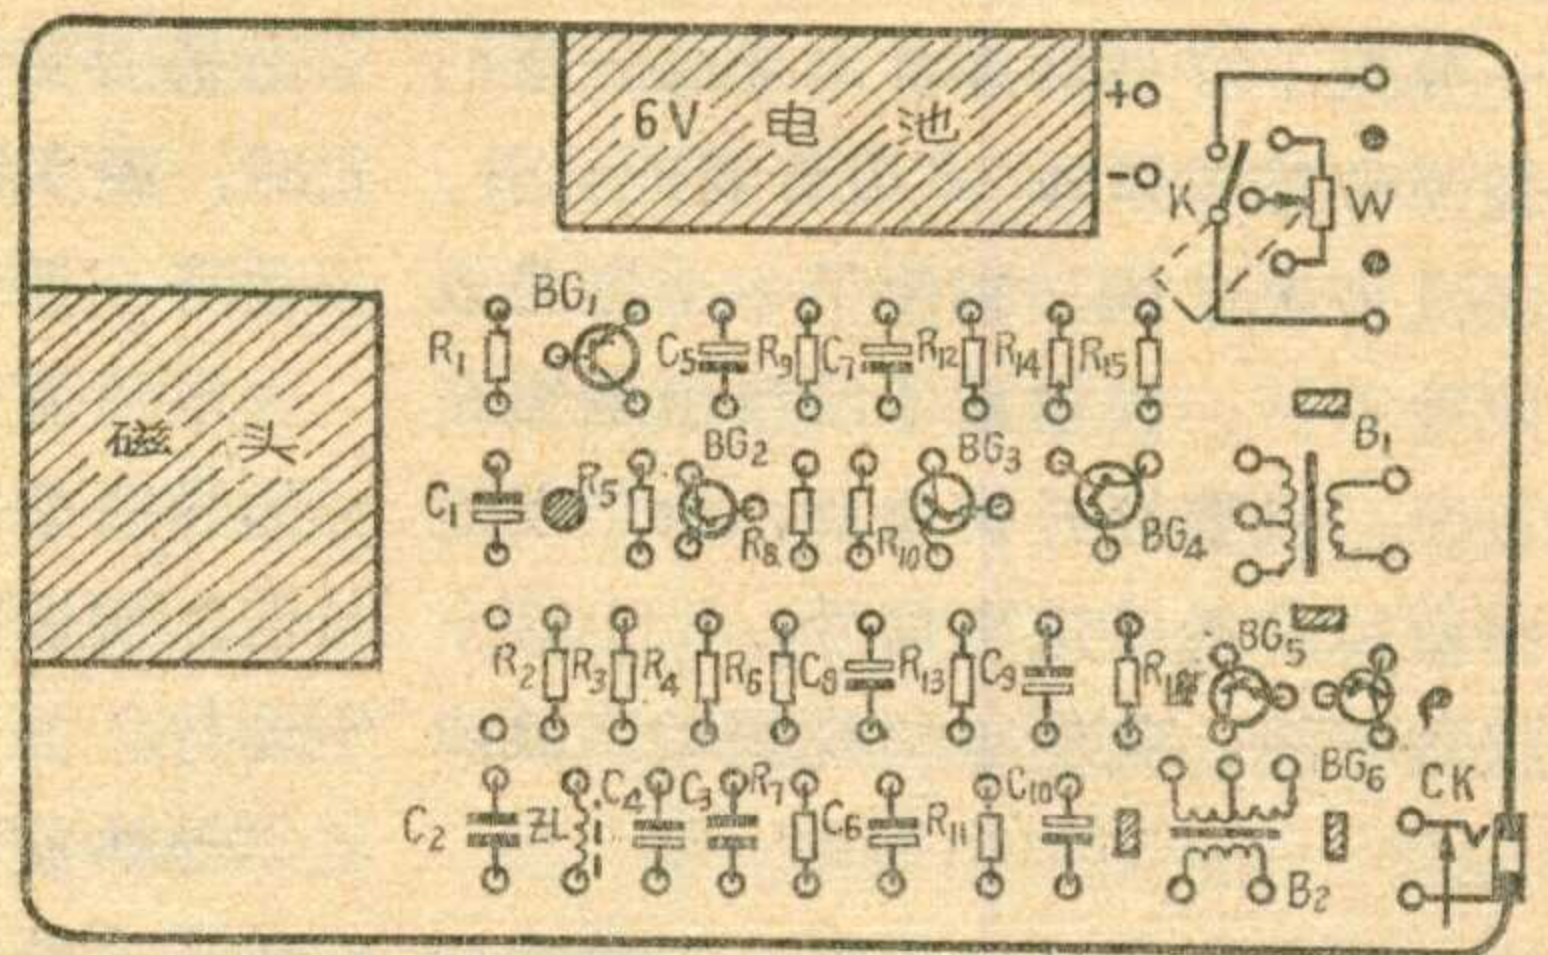 6V 电 池
+
-
K W
磁 头
BG₁
R₁ C₅ R₉ C₇ R₁₂ R₁₄ R₁₅
B₁
BG₂ BG₃
C₁ R₅ R₈ R₁₀ BG₄
BG₅
R₂ R₃ R₄ R₆ C₈ R₁₃ C₉
BG₆ CK
C₂ ZL C₄ C₃ R₇ C₆ R₁₁ C₁₀
B₂